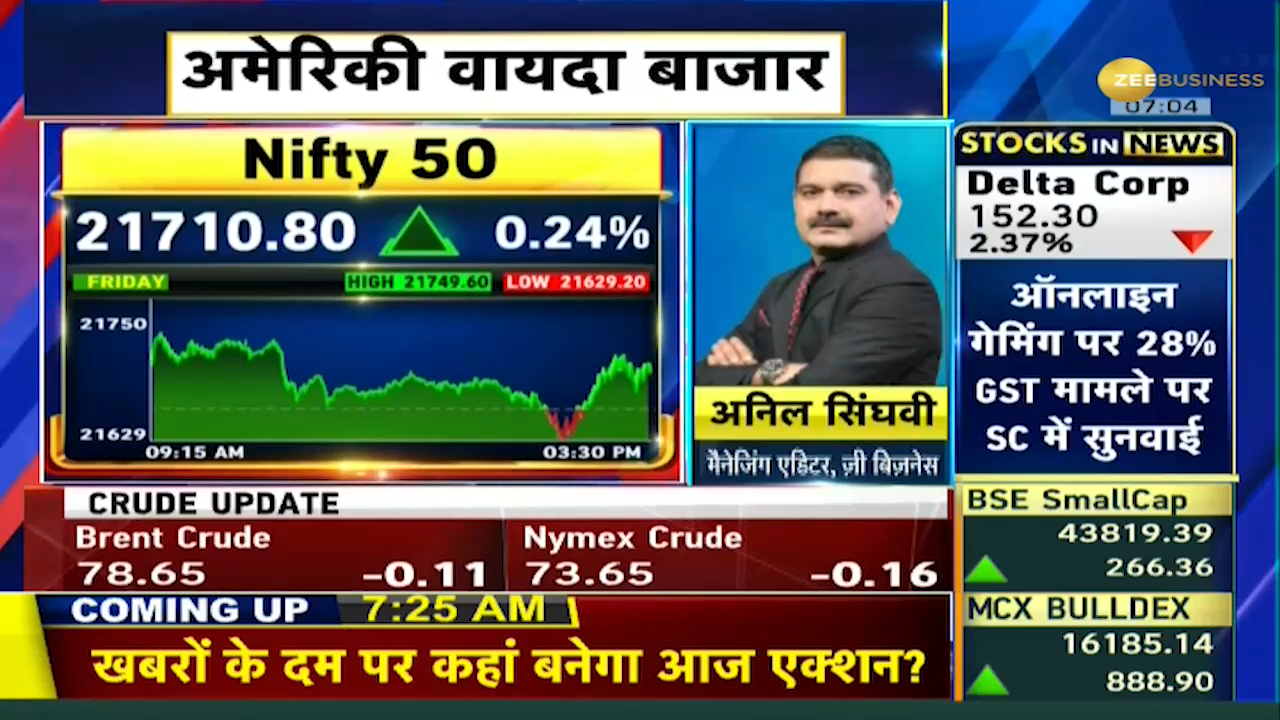 अमेरिकी वायदा बाजार
ZEEBUSINESS
07:04
Nifty 50
21710.80 0.24%
FRIDAY HIGH 21749.60 LOW 21629.20
21750
21629
09:15 AM 03:30 PM
अनिल सिंघवी
मैनेजिंग एडिटर, ज़ी बिज़नेस
STOCKS IN NEWS
Delta Corp
152.30
2.37%
ऑनलाइन
गेमिंग पर 28%
GST मामले पर
SC में सुनवाई
CRUDE UPDATE
Brent Crude
78.65 -0.11
Nymex Crude
73.65 -0.16
BSE SmallCap
43819.39
266.36
MCX BULLDEX
16185.14
888.90
COMING UP 7:25 AM
खबरों के दम पर कहां बनेगा आज एक्शन?